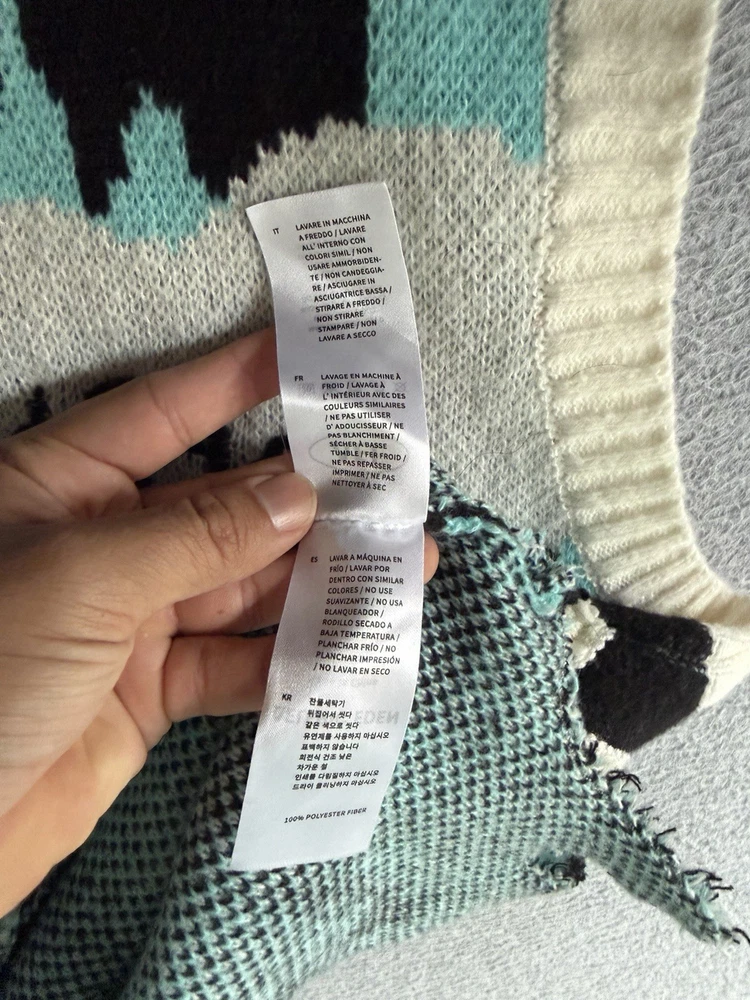 IT
LAVARE IN MACCHINA
A FREDDO / LAVARE
ALL' INTERNO CON
COLORI SIMIL / NON
USARE AMMORBIDEN-
TE / NON CANDEGGIA-
RE / ASCIUGARE IN
ASCIUGATRICE BASSA /
STIRARE A FREDDO /
NON STIRARE
STAMPARE / NON
LAVARE A SECCO
FR
LAVAGE EN MACHINE À
FROID / LAVAGE À
L' INTÉRIEUR AVEC DES
COULEURS SIMILAIRES
/ NE PAS UTILISER
D' ADOUCISSEUR / NE
PAS BLANCHIMENT /
SÉCHER À BASSE
TUMBLE / FER FROID /
NE PAS REPASSER
IMPRIMER / NE PAS
NETTOYER À SEC
ES
LAVAR A MÁQUINA EN
FRÍO / LAVAR POR
DENTRO CON SIMILAR
COLORES / NO USE
SUAVIZANTE / NO USA
BLANQUEADOR /
RODILLO SECADO A
BAJA TEMPERATURA /
PLANCHAR FRÍO / NO
PLANCHAR IMPRESIÓN
/ NO LAVAR EN SECO
KR
찬물세탁기
뒤집어서 씻다
같은 색으로 씻다
유연제를 사용하지 마십시오
표백하지 않습니다
회전식 건조 낮은
차가운 철
인쇄를 다림질하지 마십시오
드라이 클리닝하지 마십시오
100% POLYESTER FIBER